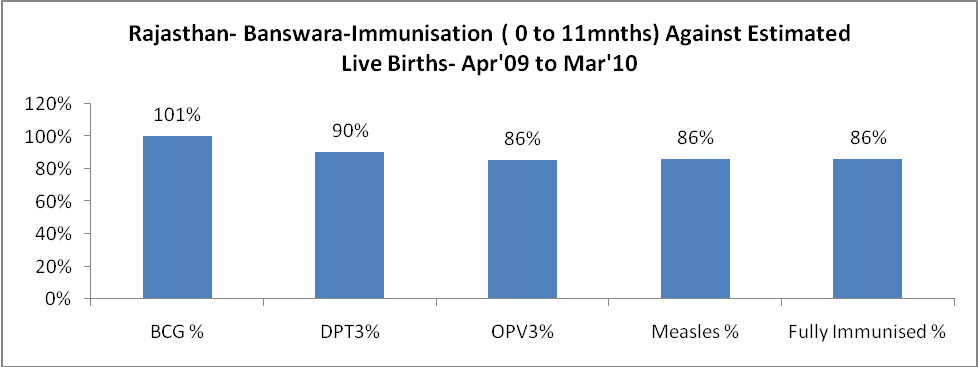 Rajasthan- Banswara-Immunisation ( 0 to 11mnths) Against Estimated
Live Births- Apr'09 to Mar'10
120%
100%
80%
60%
40%
20%
0%
101%
90%
86%
86%
86%
BCG %
DPT3%
OPV3%
Measles %
Fully Immunised %